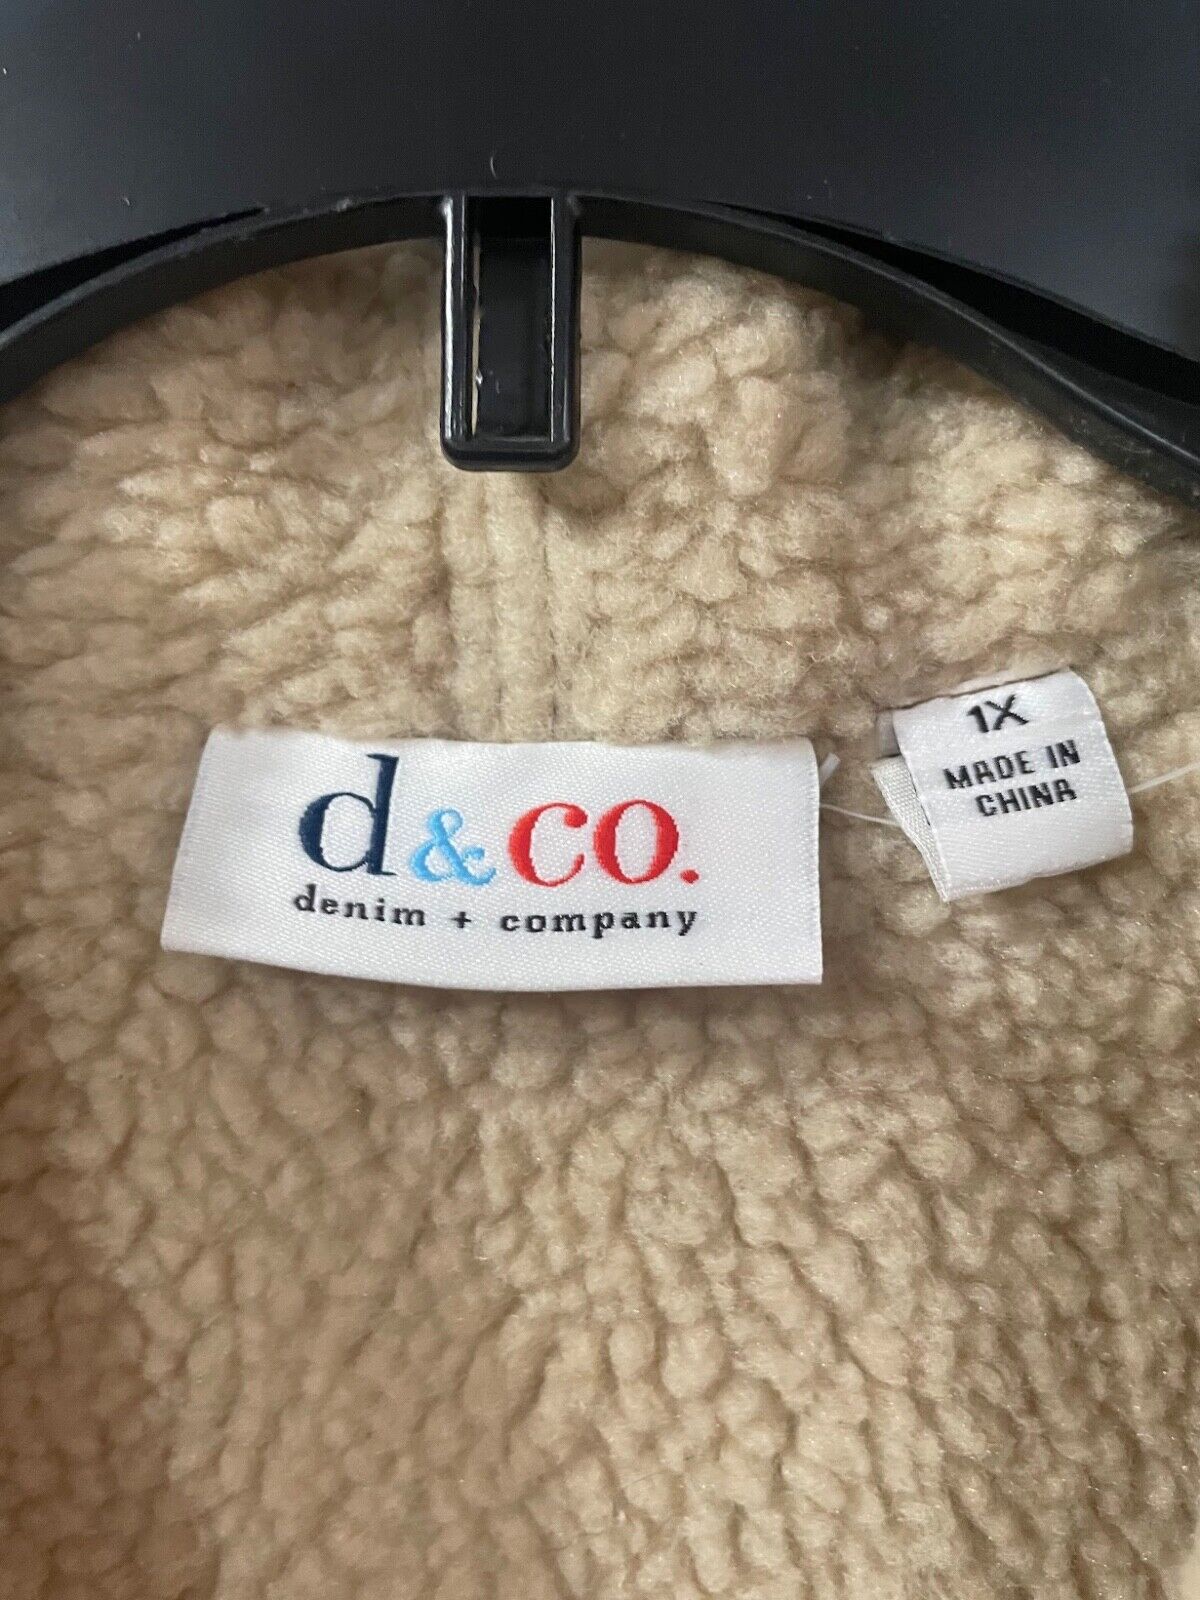 d&co.
denim + company
1X
MADE IN
CHINA